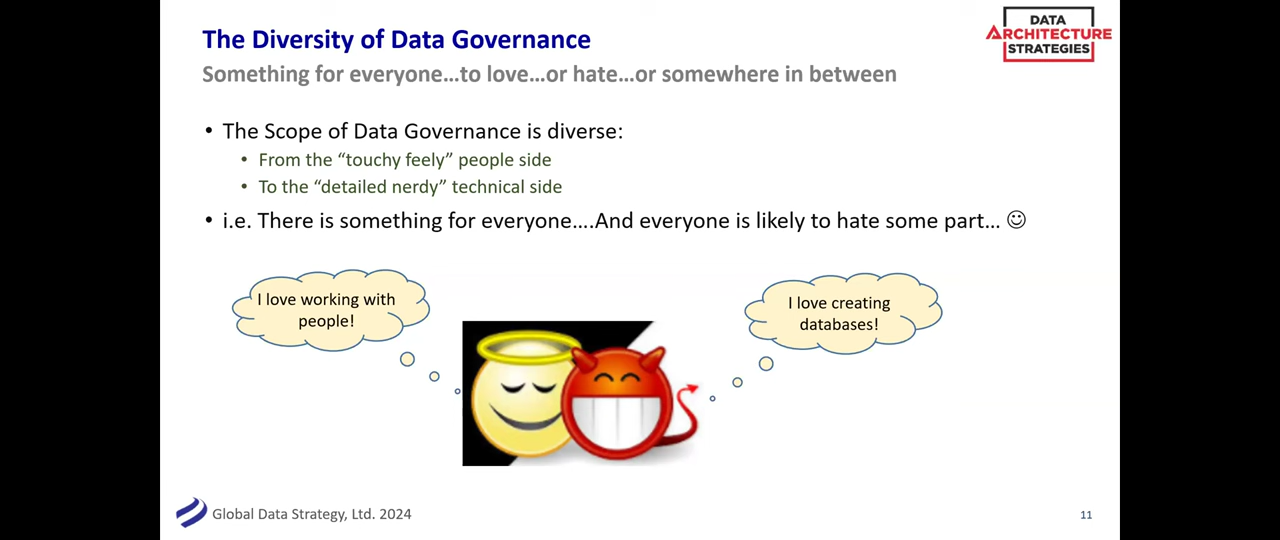 The Diversity of Data Governance
DATA
ARCHITECTURE
STRATEGIES
Something for everyone...to love...or hate...or somewhere in between
• The Scope of Data Governance is diverse:
• From the “touchy feely” people side
• To the “detailed nerdy” technical side
• i.e. There is something for everyone....And everyone is likely to hate some part... ☺
I love working with
people!
I love creating
databases!
Global Data Strategy, Ltd. 2024
11